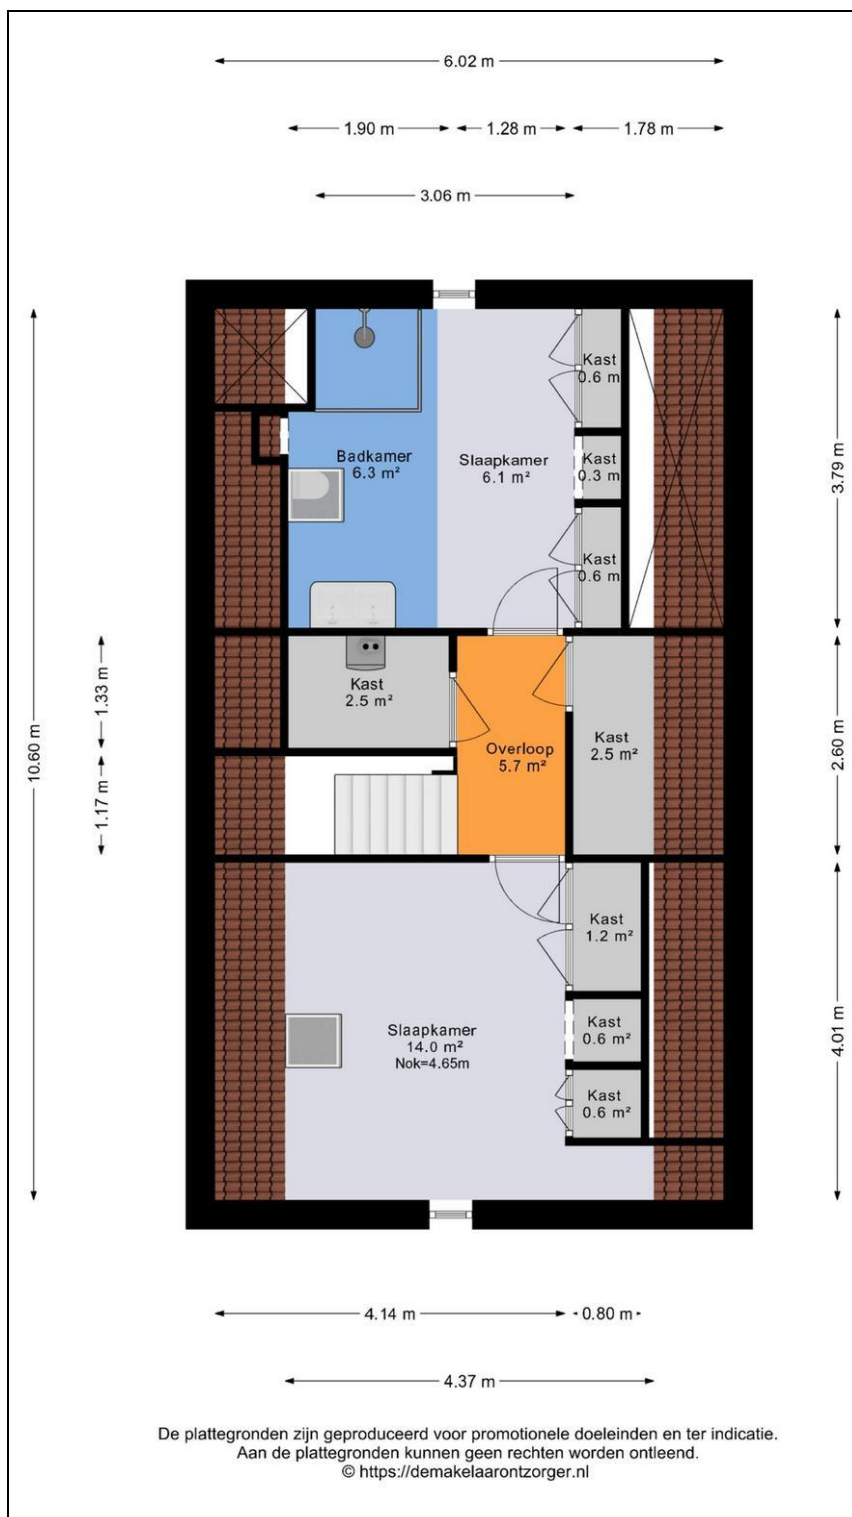 6.02 m
1.90 m
1.28 m
1.78 m
3.06 m
Kast
0.6 m
Badkamer
6.3 m²
Slaapkamer
6.1 m²
Kast
0.3 m
Kast
0.6 m
3.79 m
10.60 m
1.33 m
Kast
2.5 m²
Overloop
5.7 m²
Kast
2.5 m²
2.60 m
1.17 m
Kast
1.2 m²
Slaapkamer
14.0 m²
Nok=4.65m
Kast
0.6 m²
Kast
0.6 m²
4.01 m
4.14 m
0.80 m
4.37 m
De plattegronden zijn geproduceerd voor promotionele doeleinden en ter indicatie.
Aan de plattegronden kunnen geen rechten worden ontleend.
© https://demakelaarontzorger.nl